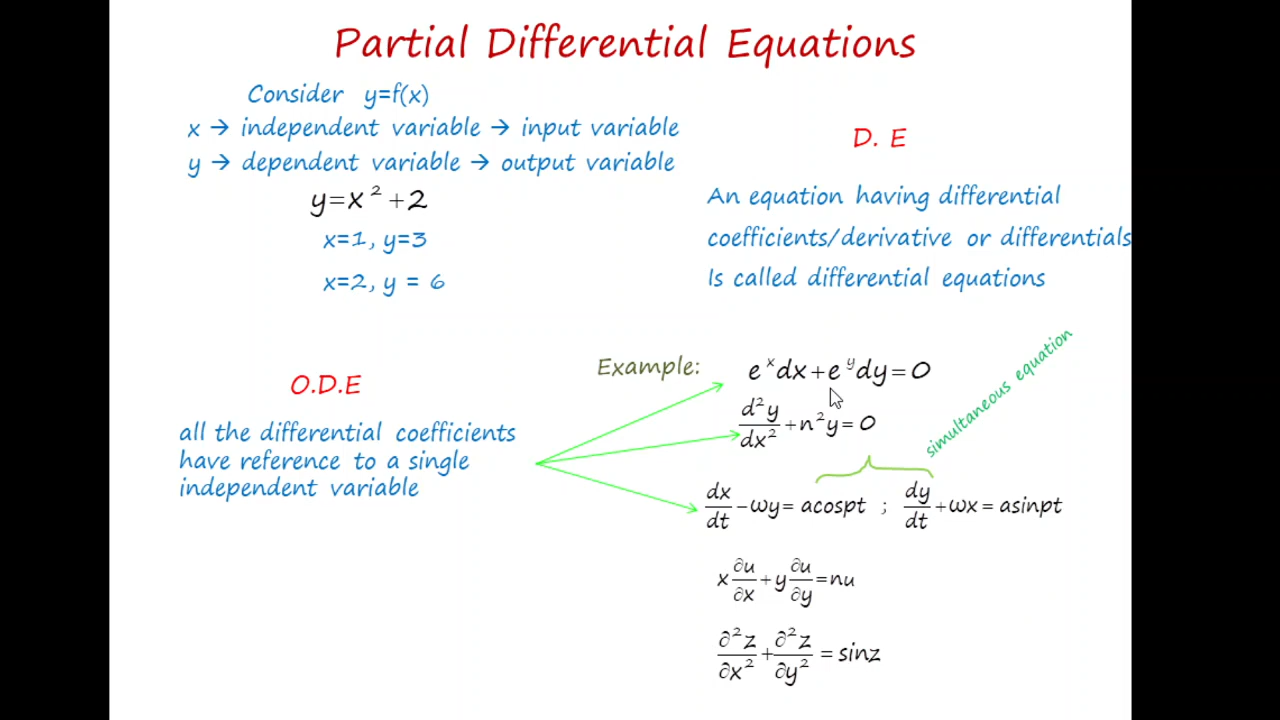 Partial Differential Equations
Consider y=f(x)
x → independent variable → input variable
y → dependent variable → output variable
y=x²+2
x=1, y=3
x=2, y = 6
D. E
An equation having differential
coefficients/derivative or differentials
Is called differential equations
O.D.E
all the differential coefficients
have reference to a single
independent variable
Example:
eˣdx+eʸdy=0
d²y/dx²+n²y=0
simultaneous equation
dx/dt-ωy=acospt ; dy/dt+ωx=asinpt
x∂u/∂x+y∂u/∂y=nu
∂²z/∂x²+∂²z/∂y²=sinz